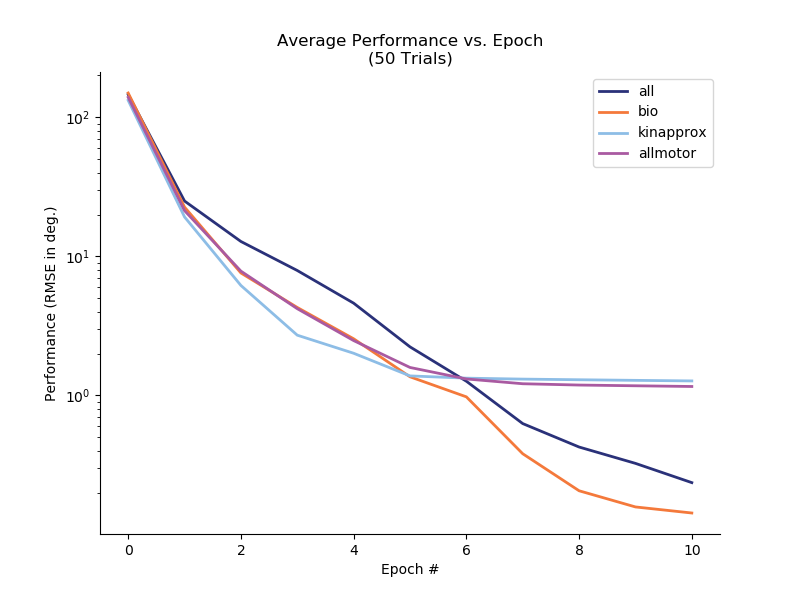 Average Performance vs. Epoch
(50 Trials)
all
bio
kinapprox
allmotor
Performance (RMSE in deg.)
10²
10¹
10⁰
0 2 4 6 8 10
Epoch #